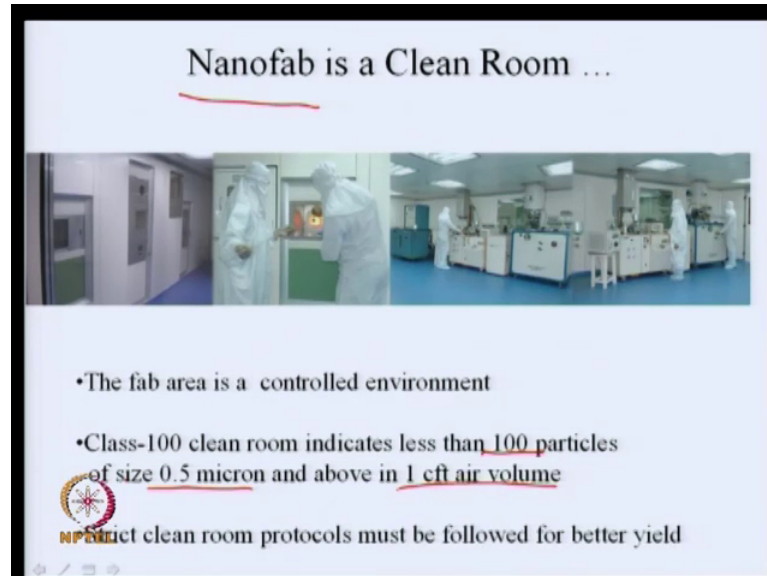 Nanofab is a Clean Room ...
•The fab area is a controlled environment
•Class-100 clean room indicates less than 100 particles
of size 0.5 micron and above in 1 cft air volume
•Strict clean room protocols must be followed for better yield
NPTEL